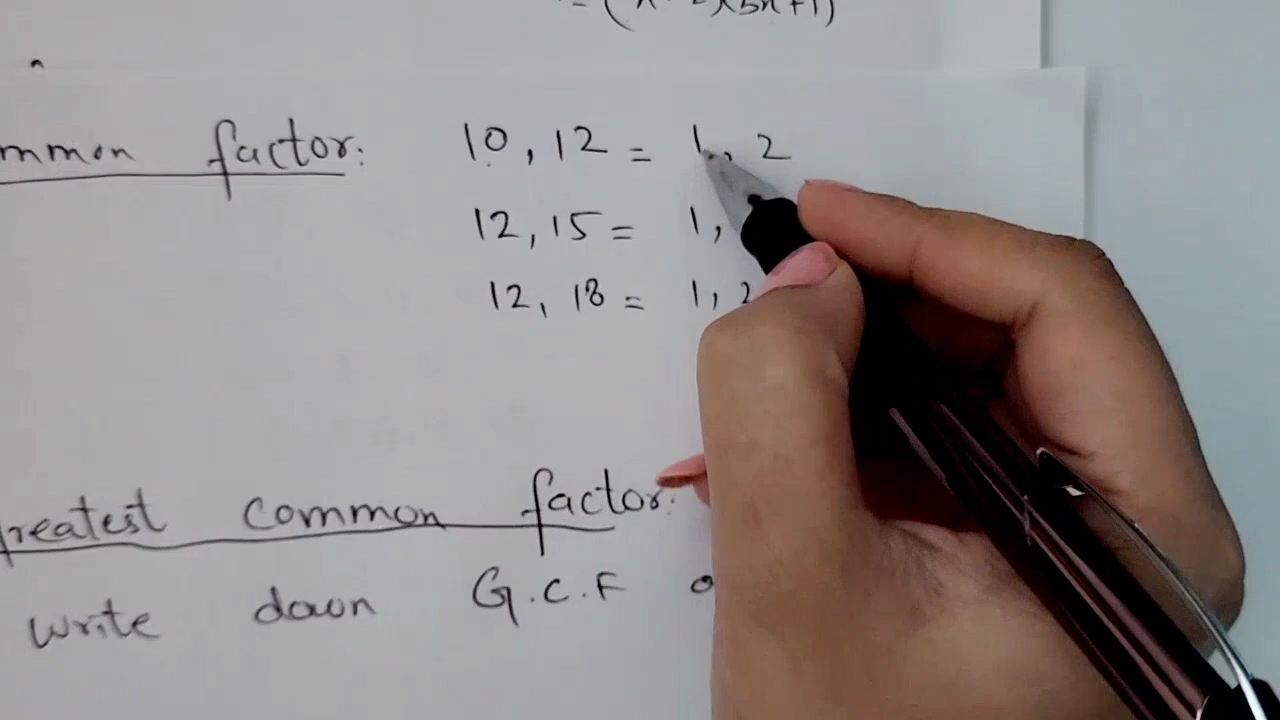 mmon factor: 10, 12 = 1, 2
12, 15 = 1,
12, 18 = 1, 2
reatest common factor:
write down G.C.F